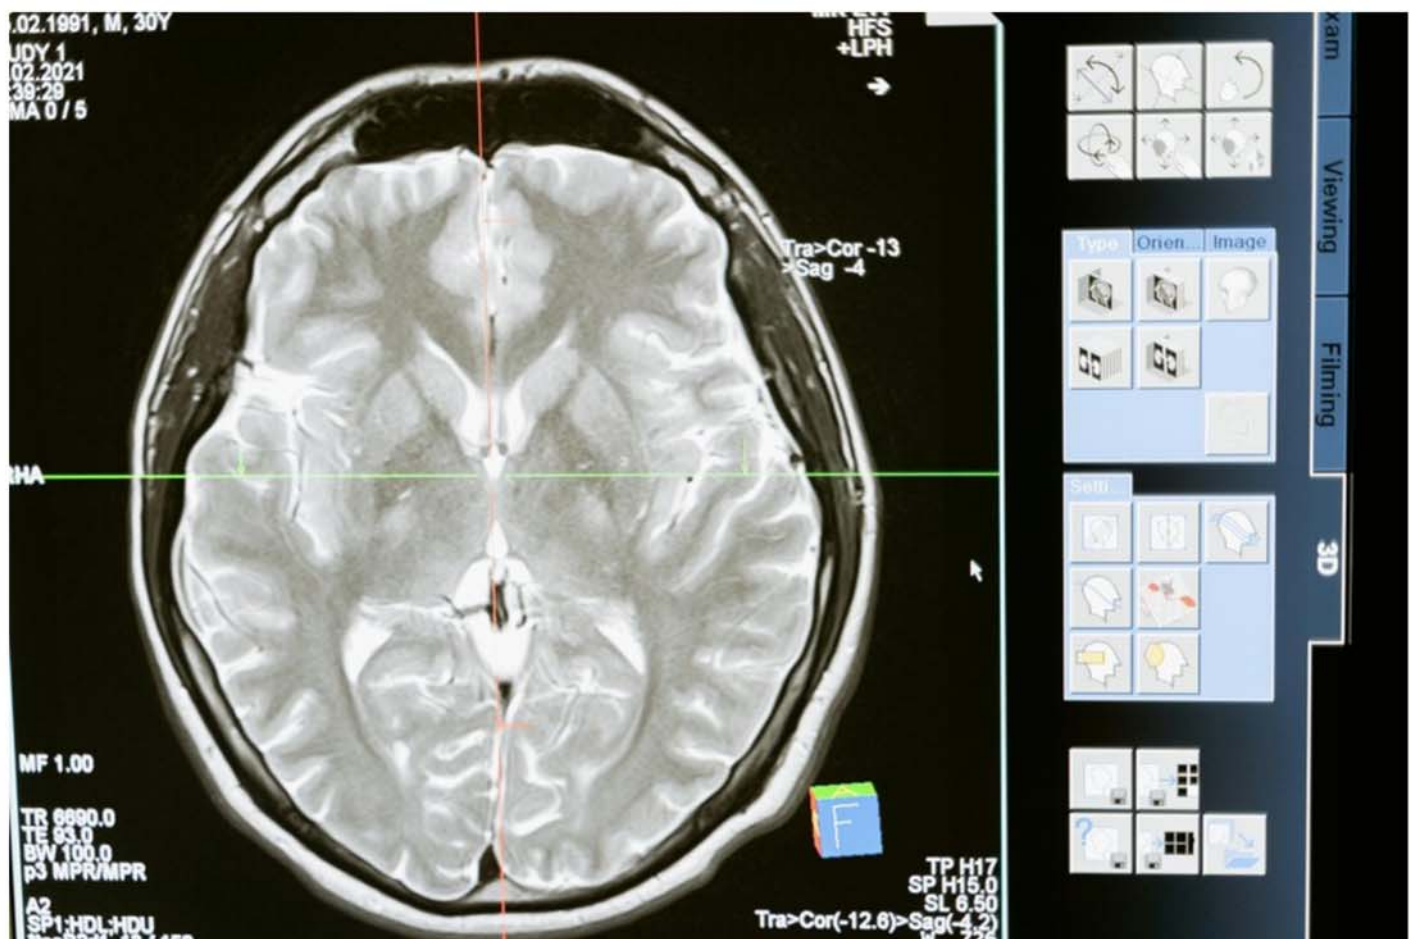 .02.1991, M, 30Y
UDY 1
.02.2021
:39:29
MA 0 / 5
HFS
+LPH
Tra>Cor -13
>Sag -4
RHA
MF 1.00
TR 6690.0
TE 93.0
BW 100.0
p3 MPR/MPR
A2
SP1:HDL:HDU
F
TP H17
SP H15.0
SL 6.50
Tra>Cor(-12.6)>Sag(-4.2)
Type Orien... Image
Setti
xam
Viewing
Filming
3D